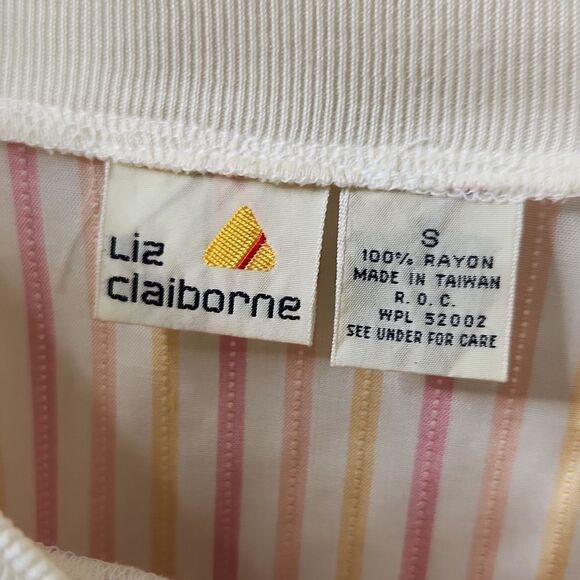 Liz
claiborne
S
100% RAYON
MADE IN TAIWAN
R. O. C.
WPL 52002
SEE UNDER FOR CARE